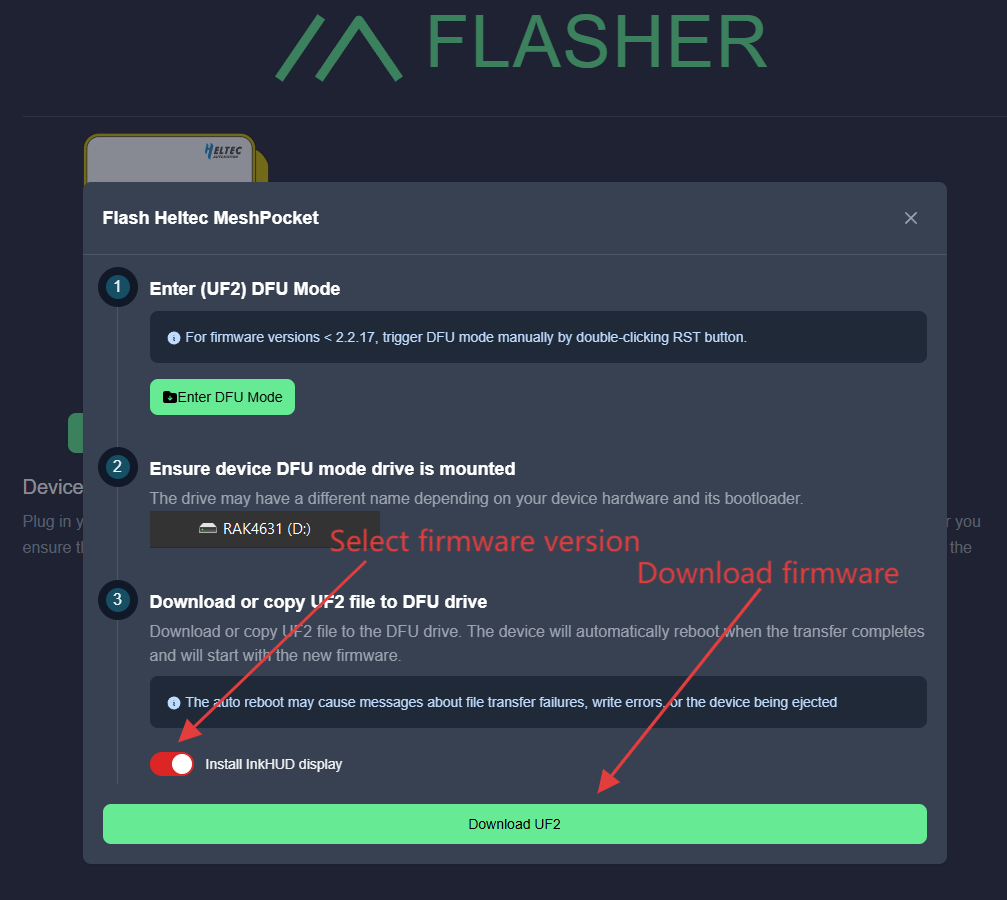 FLASHER
HELTEC
Flash Heltec MeshPocket
1
Enter (UF2) DFU Mode
For firmware versions < 2.2.17, trigger DFU mode manually by double-clicking RST button.
Enter DFU Mode
2
Ensure device DFU mode drive is mounted
Device
The drive may have a different name depending on your device hardware and its bootloader.
Plug in y
r you
RAK4631 (D:)
ensure th
the
Select firmware version
Download firmware
3
Download or copy UF2 file to DFU drive
Download or copy UF2 file to the DFU drive. The device will automatically reboot when the transfer completes
and will start with the new firmware.
The auto reboot may cause messages about file transfer failures, write errors, or the device being ejected
Install InkHUD display
Download UF2